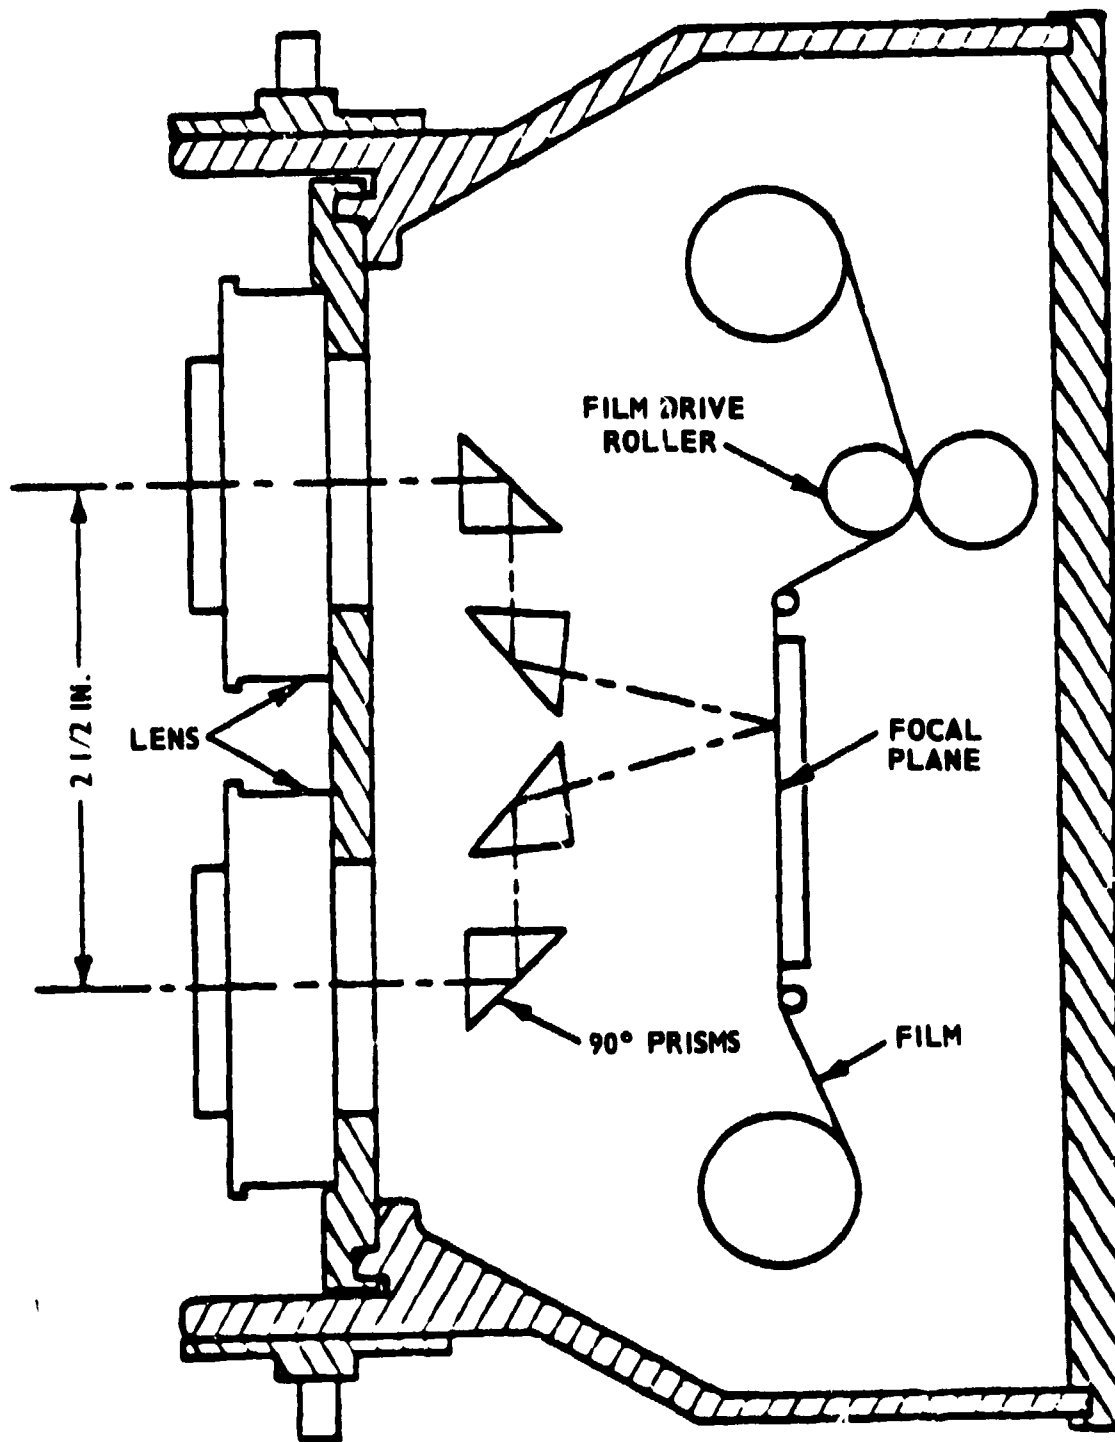 FILM DRIVE
ROLLER
2 1/2 IN.
LENS
FOCAL
PLANE
90° PRISMS
FILM